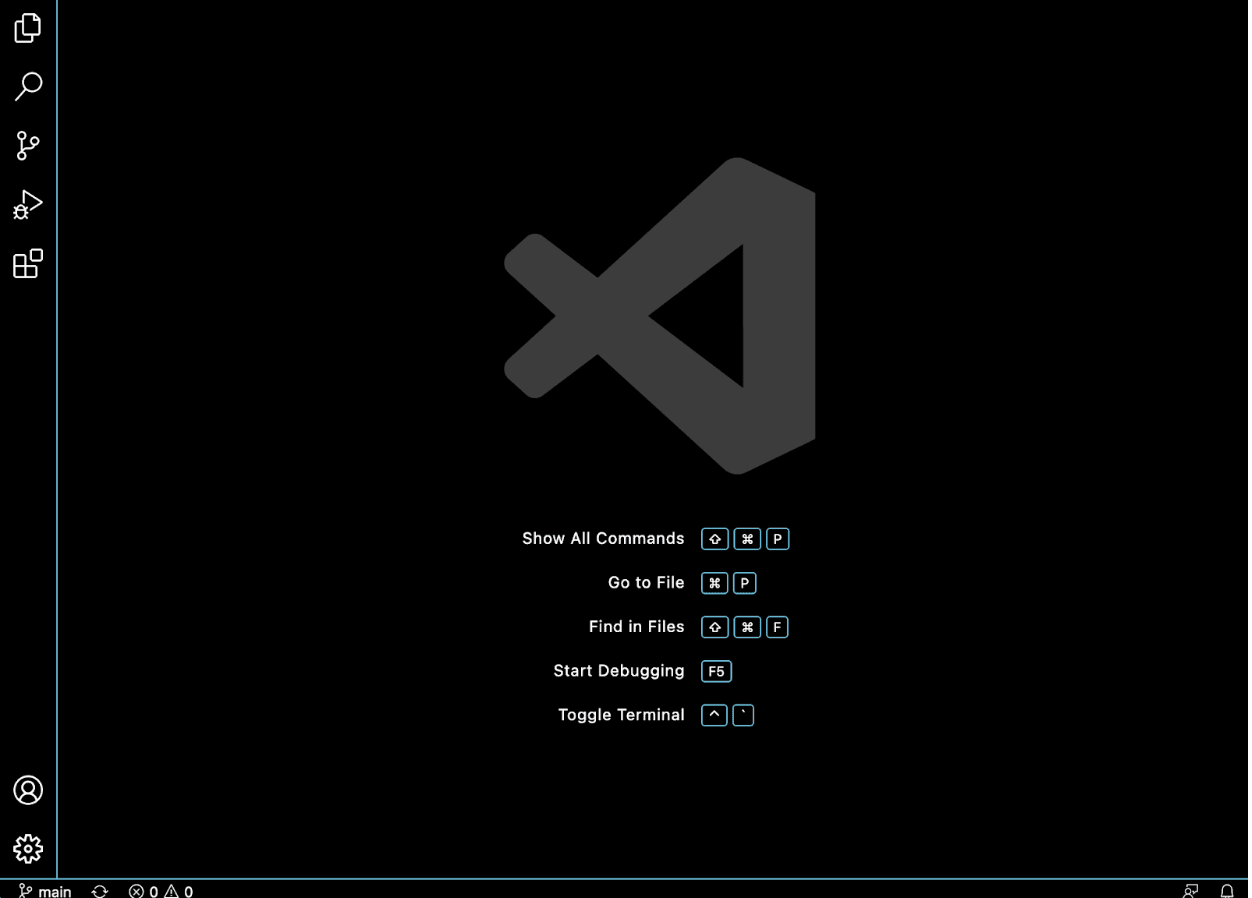 Show All Commands ⇧ ⌘ P
Go to File ⌘ P
Find in Files ⇧ ⌘ F
Start Debugging F5
Toggle Terminal ^ `
main 0 0